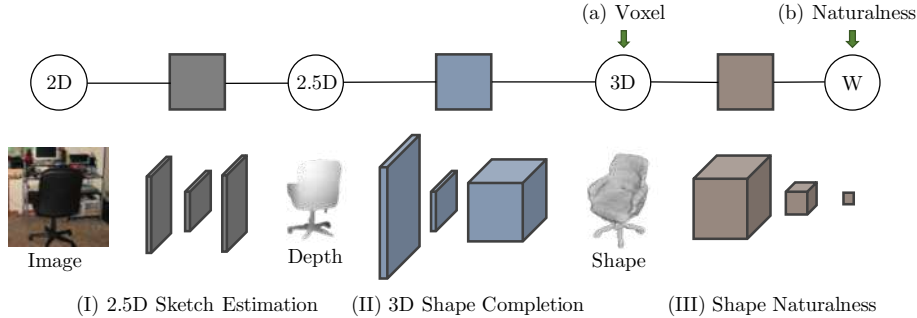 (a) Voxel
(b) Naturalness
2D
2.5D
3D
W
Image
Depth
Shape
(I) 2.5D Sketch Estimation
(II) 3D Shape Completion
(III) Shape Naturalness